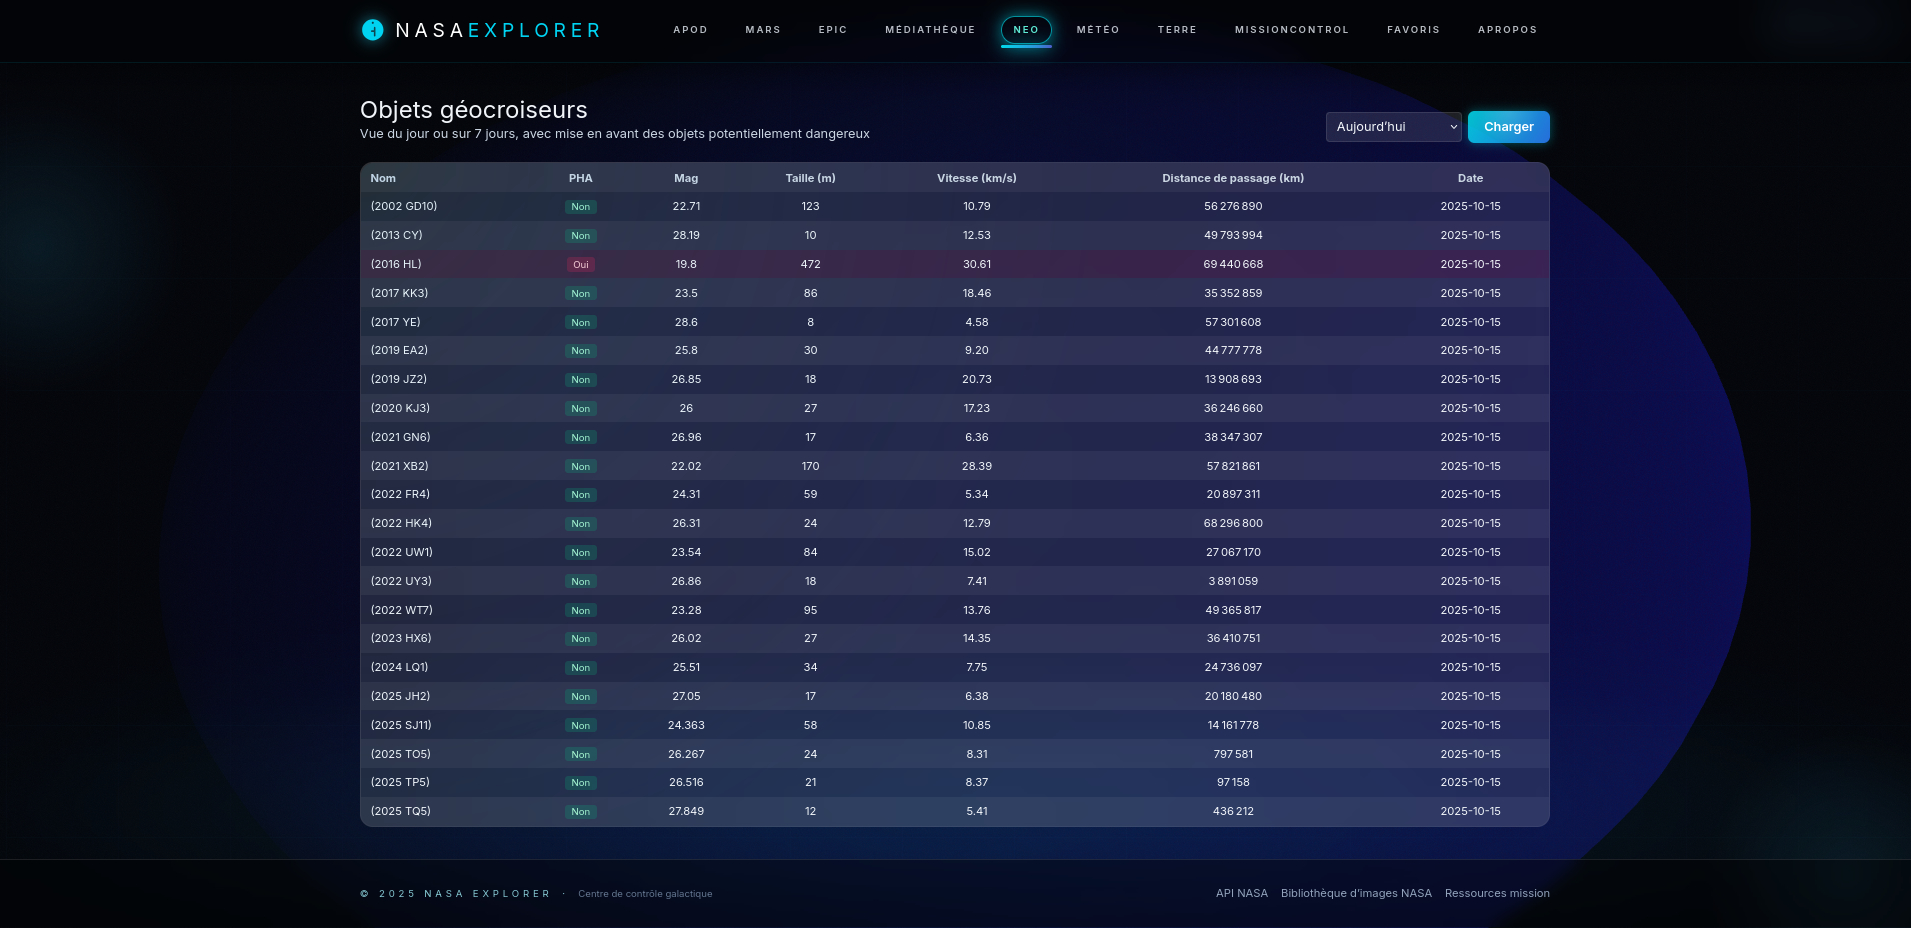 NASAEXPLORER APOD MARS EPIC MÉDIATHÈQUE NEO MÉTÉO TERRE MISSIONCONTROL FAVORIS APROPOS
Objets géocroiseurs
Vue du jour ou sur 7 jours, avec mise en avant des objets potentiellement dangereux
Aujourd’hui Charger
Nom PHA Mag Taille (m) Vitesse (km/s) Distance de passage (km) Date
(2002 GD10) Non 22.71 123 10.79 56 276 890 2025-10-15
(2013 CY) Non 28.19 10 12.53 49 793 994 2025-10-15
(2016 HL) Oui 19.8 472 30.61 69 440 668 2025-10-15
(2017 KK3) Non 23.5 86 18.46 35 352 859 2025-10-15
(2017 YE) Non 28.6 8 4.58 57 301 608 2025-10-15
(2019 EA2) Non 25.8 30 9.20 44 777 778 2025-10-15
(2019 JZ2) Non 26.85 18 20.73 13 908 693 2025-10-15
(2020 KJ3) Non 26 27 17.23 36 246 660 2025-10-15
(2021 GN6) Non 26.96 17 6.36 38 347 307 2025-10-15
(2021 XB2) Non 22.02 170 28.39 57 821 861 2025-10-15
(2022 FR4) Non 24.31 59 5.34 20 897 311 2025-10-15
(2022 HK4) Non 26.31 24 12.79 68 296 800 2025-10-15
(2022 UW1) Non 23.54 84 15.02 27 067 170 2025-10-15
(2022 UY3) Non 26.86 18 7.41 3 891 059 2025-10-15
(2022 WT7) Non 23.28 95 13.76 49 365 817 2025-10-15
(2023 HX6) Non 26.02 27 14.35 36 410 751 2025-10-15
(2024 LQ1) Non 25.51 34 7.75 24 736 097 2025-10-15
(2025 JH2) Non 27.05 17 6.38 20 180 480 2025-10-15
(2025 SJ11) Non 24.363 58 10.85 14 161 778 2025-10-15
(2025 TO5) Non 26.267 24 8.31 797 581 2025-10-15
(2025 TP5) Non 26.516 21 8.37 97 158 2025-10-15
(2025 TQ5) Non 27.849 12 5.41 436 212 2025-10-15
© 2025 NASA EXPLORER · Centre de contrôle galactique API NASA Bibliothèque d’images NASA Ressources mission